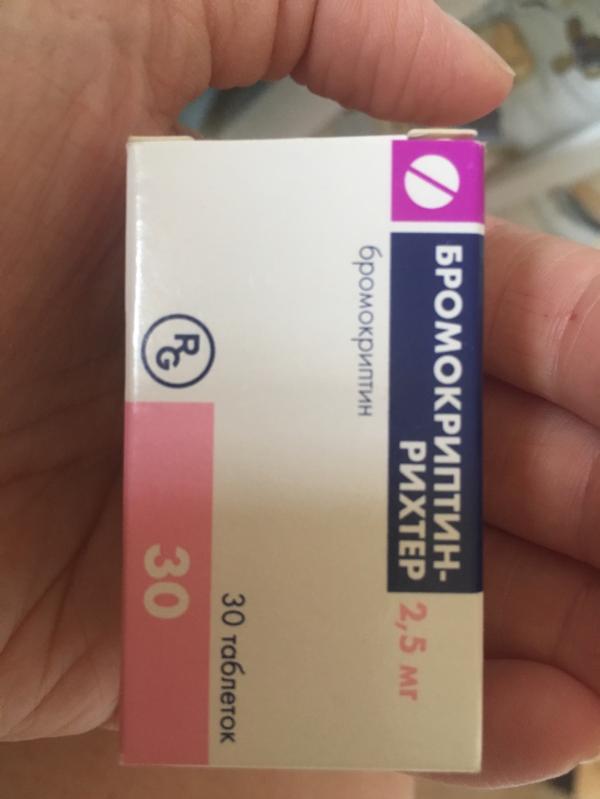 БРОМОКРИПТИН-
РИХТЕР 2,5 мг
бромокриптин
RG
30 таблеток
30